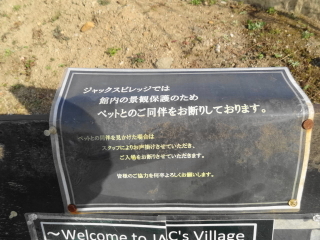 ジャックスビレッジでは
館内の景観保護のため
ペットとのご同伴をお断りしております。
ペットとの同伴を見かけた場合は
スタッフによりお声掛けさせていただき、
ご入場をお断りさせていただきます。
皆様のご協力を何卒よろしくお願いします。
～Welcome to JAC's Village